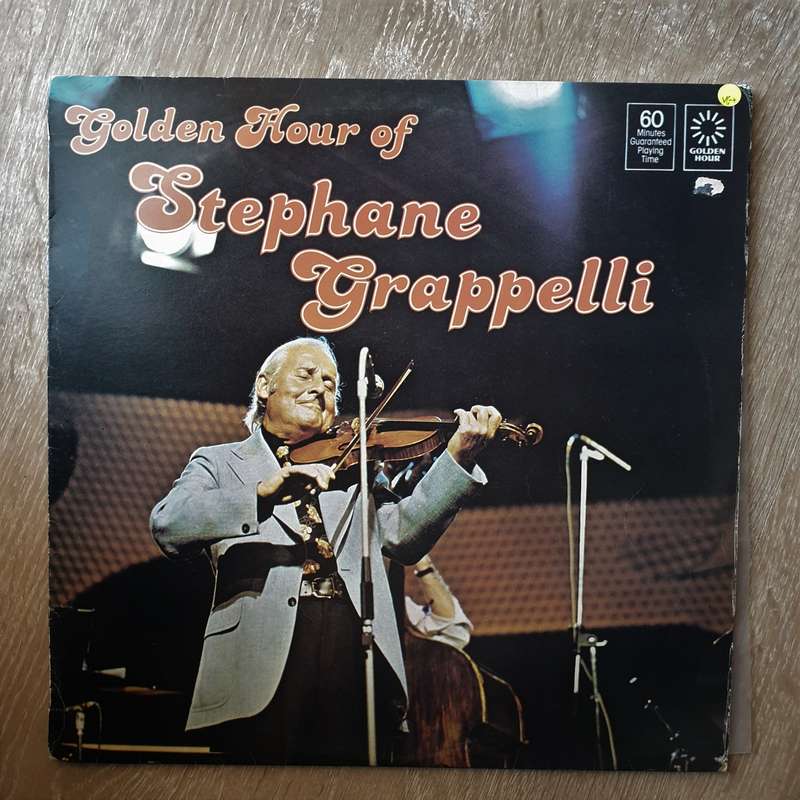 Golden Hour of
Stephane
Grappelli
60
Minutes
Guaranteed
Playing
Time
GOLDEN
HOUR